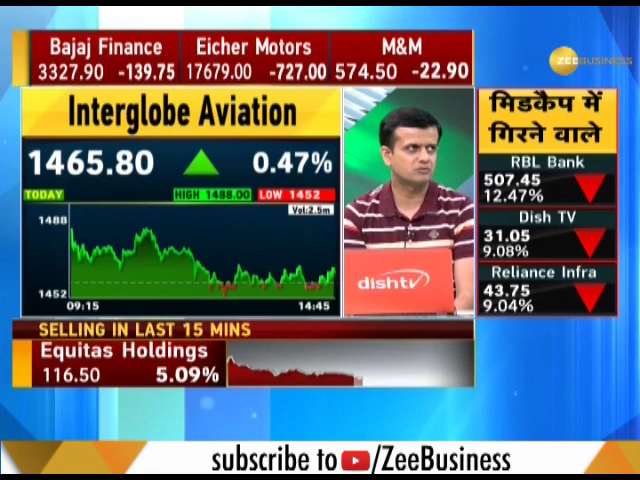 Bajaj Finance
3327.90 -139.75
Eicher Motors
17679.00 -727.00
M&M
574.50 -22.90
ZEEBUSINESS
Interglobe Aviation
1465.80 0.47%
TODAY HIGH 1488.00 LOW 1452
Vol:2.5m
1488
1452
09:15 14:45
dishtv
मिडकैप में
गिरने वाले
RBL Bank
507.45
12.47%
Dish TV
31.05
9.08%
Reliance Infra
43.75
9.04%
SELLING IN LAST 15 MINS
Equitas Holdings
116.50 5.09%
subscribe to /ZeeBusiness